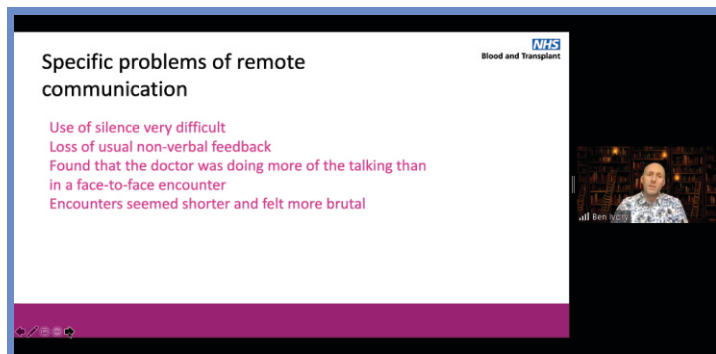 Specific problems of remote
communication
NHS
Blood and Transplant
Use of silence very difficult
Loss of usual non-verbal feedback
Found that the doctor was doing more of the talking than
in a face-to-face encounter
Encounters seemed shorter and felt more brutal
Ben Ivory